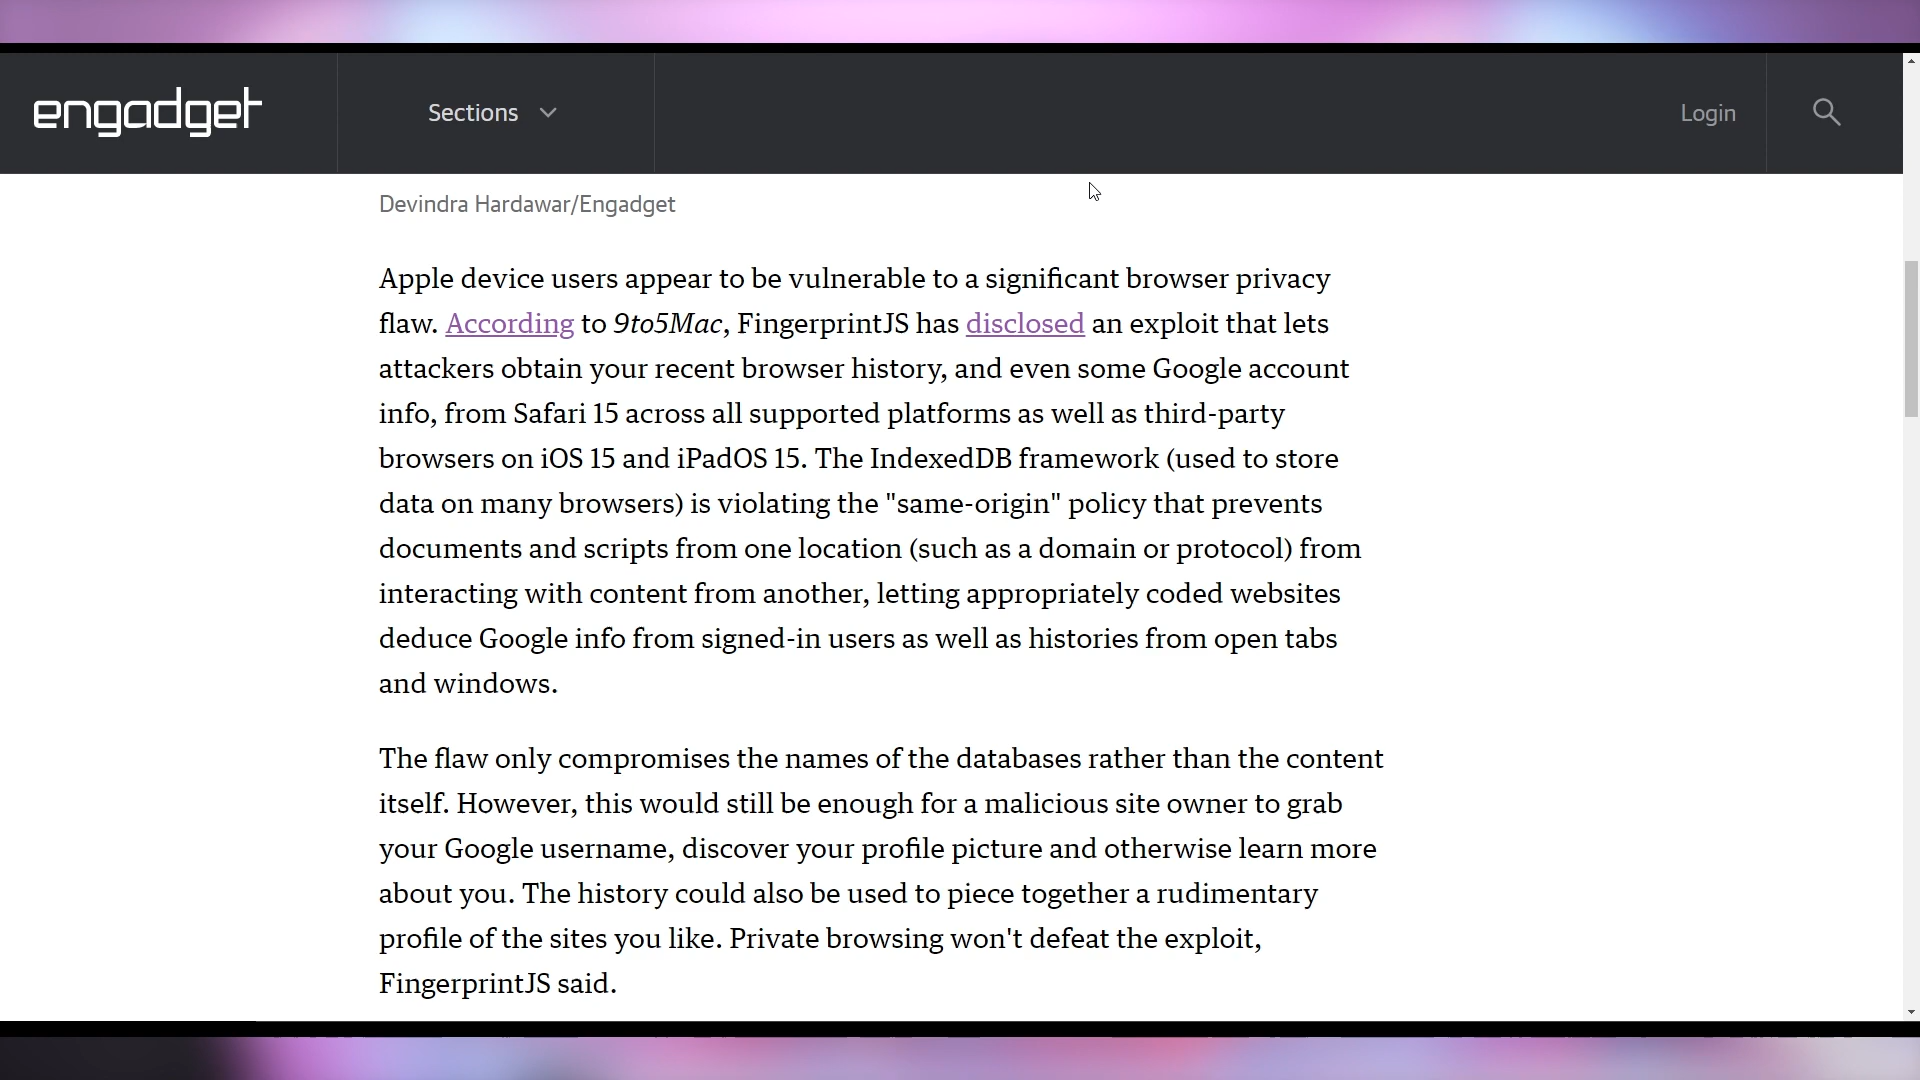 engadget
Sections
Login
Devindra Hardawar/Engadget
Apple device users appear to be vulnerable to a significant browser privacy
flaw. According to 9to5Mac, FingerprintJS has disclosed an exploit that lets
attackers obtain your recent browser history, and even some Google account
info, from Safari 15 across all supported platforms as well as third-party
browsers on iOS 15 and iPadOS 15. The IndexedDB framework (used to store
data on many browsers) is violating the "same-origin" policy that prevents
documents and scripts from one location (such as a domain or protocol) from
interacting with content from another, letting appropriately coded websites
deduce Google info from signed-in users as well as histories from open tabs
and windows.
The flaw only compromises the names of the databases rather than the content
itself. However, this would still be enough for a malicious site owner to grab
your Google username, discover your profile picture and otherwise learn more
about you. The history could also be used to piece together a rudimentary
profile of the sites you like. Private browsing won't defeat the exploit,
FingerprintJS said.